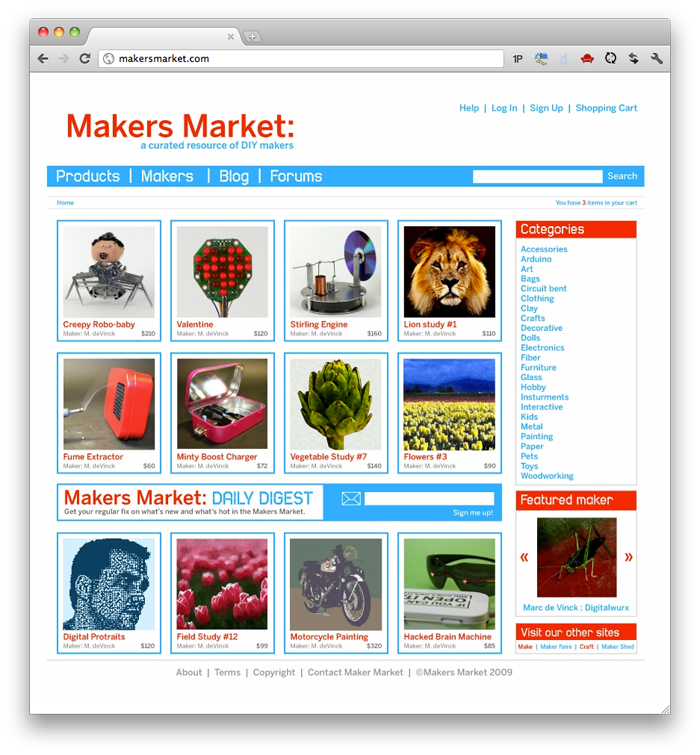 makersmarket.com
1P
Help | Log In | Sign Up | Shopping Cart
Makers Market:
a curated resource of DIY makers
Products | Makers | Blog | Forums
Search
Home
You have 3 items in your cart
Creepy Robo-baby
Maker: M. deVinck $210
Valentine
Maker: M. deVinck $120
Stirling Engine
Maker: M. deVinck $160
Lion study #1
Maker: M. deVinck $110
Fume Extractor
Maker: M. deVinck $60
Minty Boost Charger
Maker: M. deVinck $72
Vegetable Study #7
Maker: M. deVinck $140
Flowers #3
Maker: M. deVinck $90
Makers Market: DAILY DIGEST
Get your regular fix on what's new and what's hot in the Makers Market.
Sign me up!
Digital Protraits
Maker: M. deVinck $120
Field Study #12
Maker: M. deVinck $99
Motorcycle Painting
Maker: M. deVinck $320
IF YOU CAN
OPEN IT
Hacked Brain Machine
Maker: M. deVinck $85
Categories
Accessories
Arduino
Art
Bags
Circuit bent
Clothing
Clay
Crafts
Decorative
Dolls
Electronics
Fiber
Furniture
Glass
Hobby
Insturments
Interactive
Kids
Metal
Painting
Paper
Pets
Toys
Woodworking
Featured maker
« »
Marc de Vinck : Digitalwurx
Visit our other sites
Make | Maker Faire | Craft | Maker Shed
About | Terms | Copyright | Contact Maker Market | ©Makers Market 2009